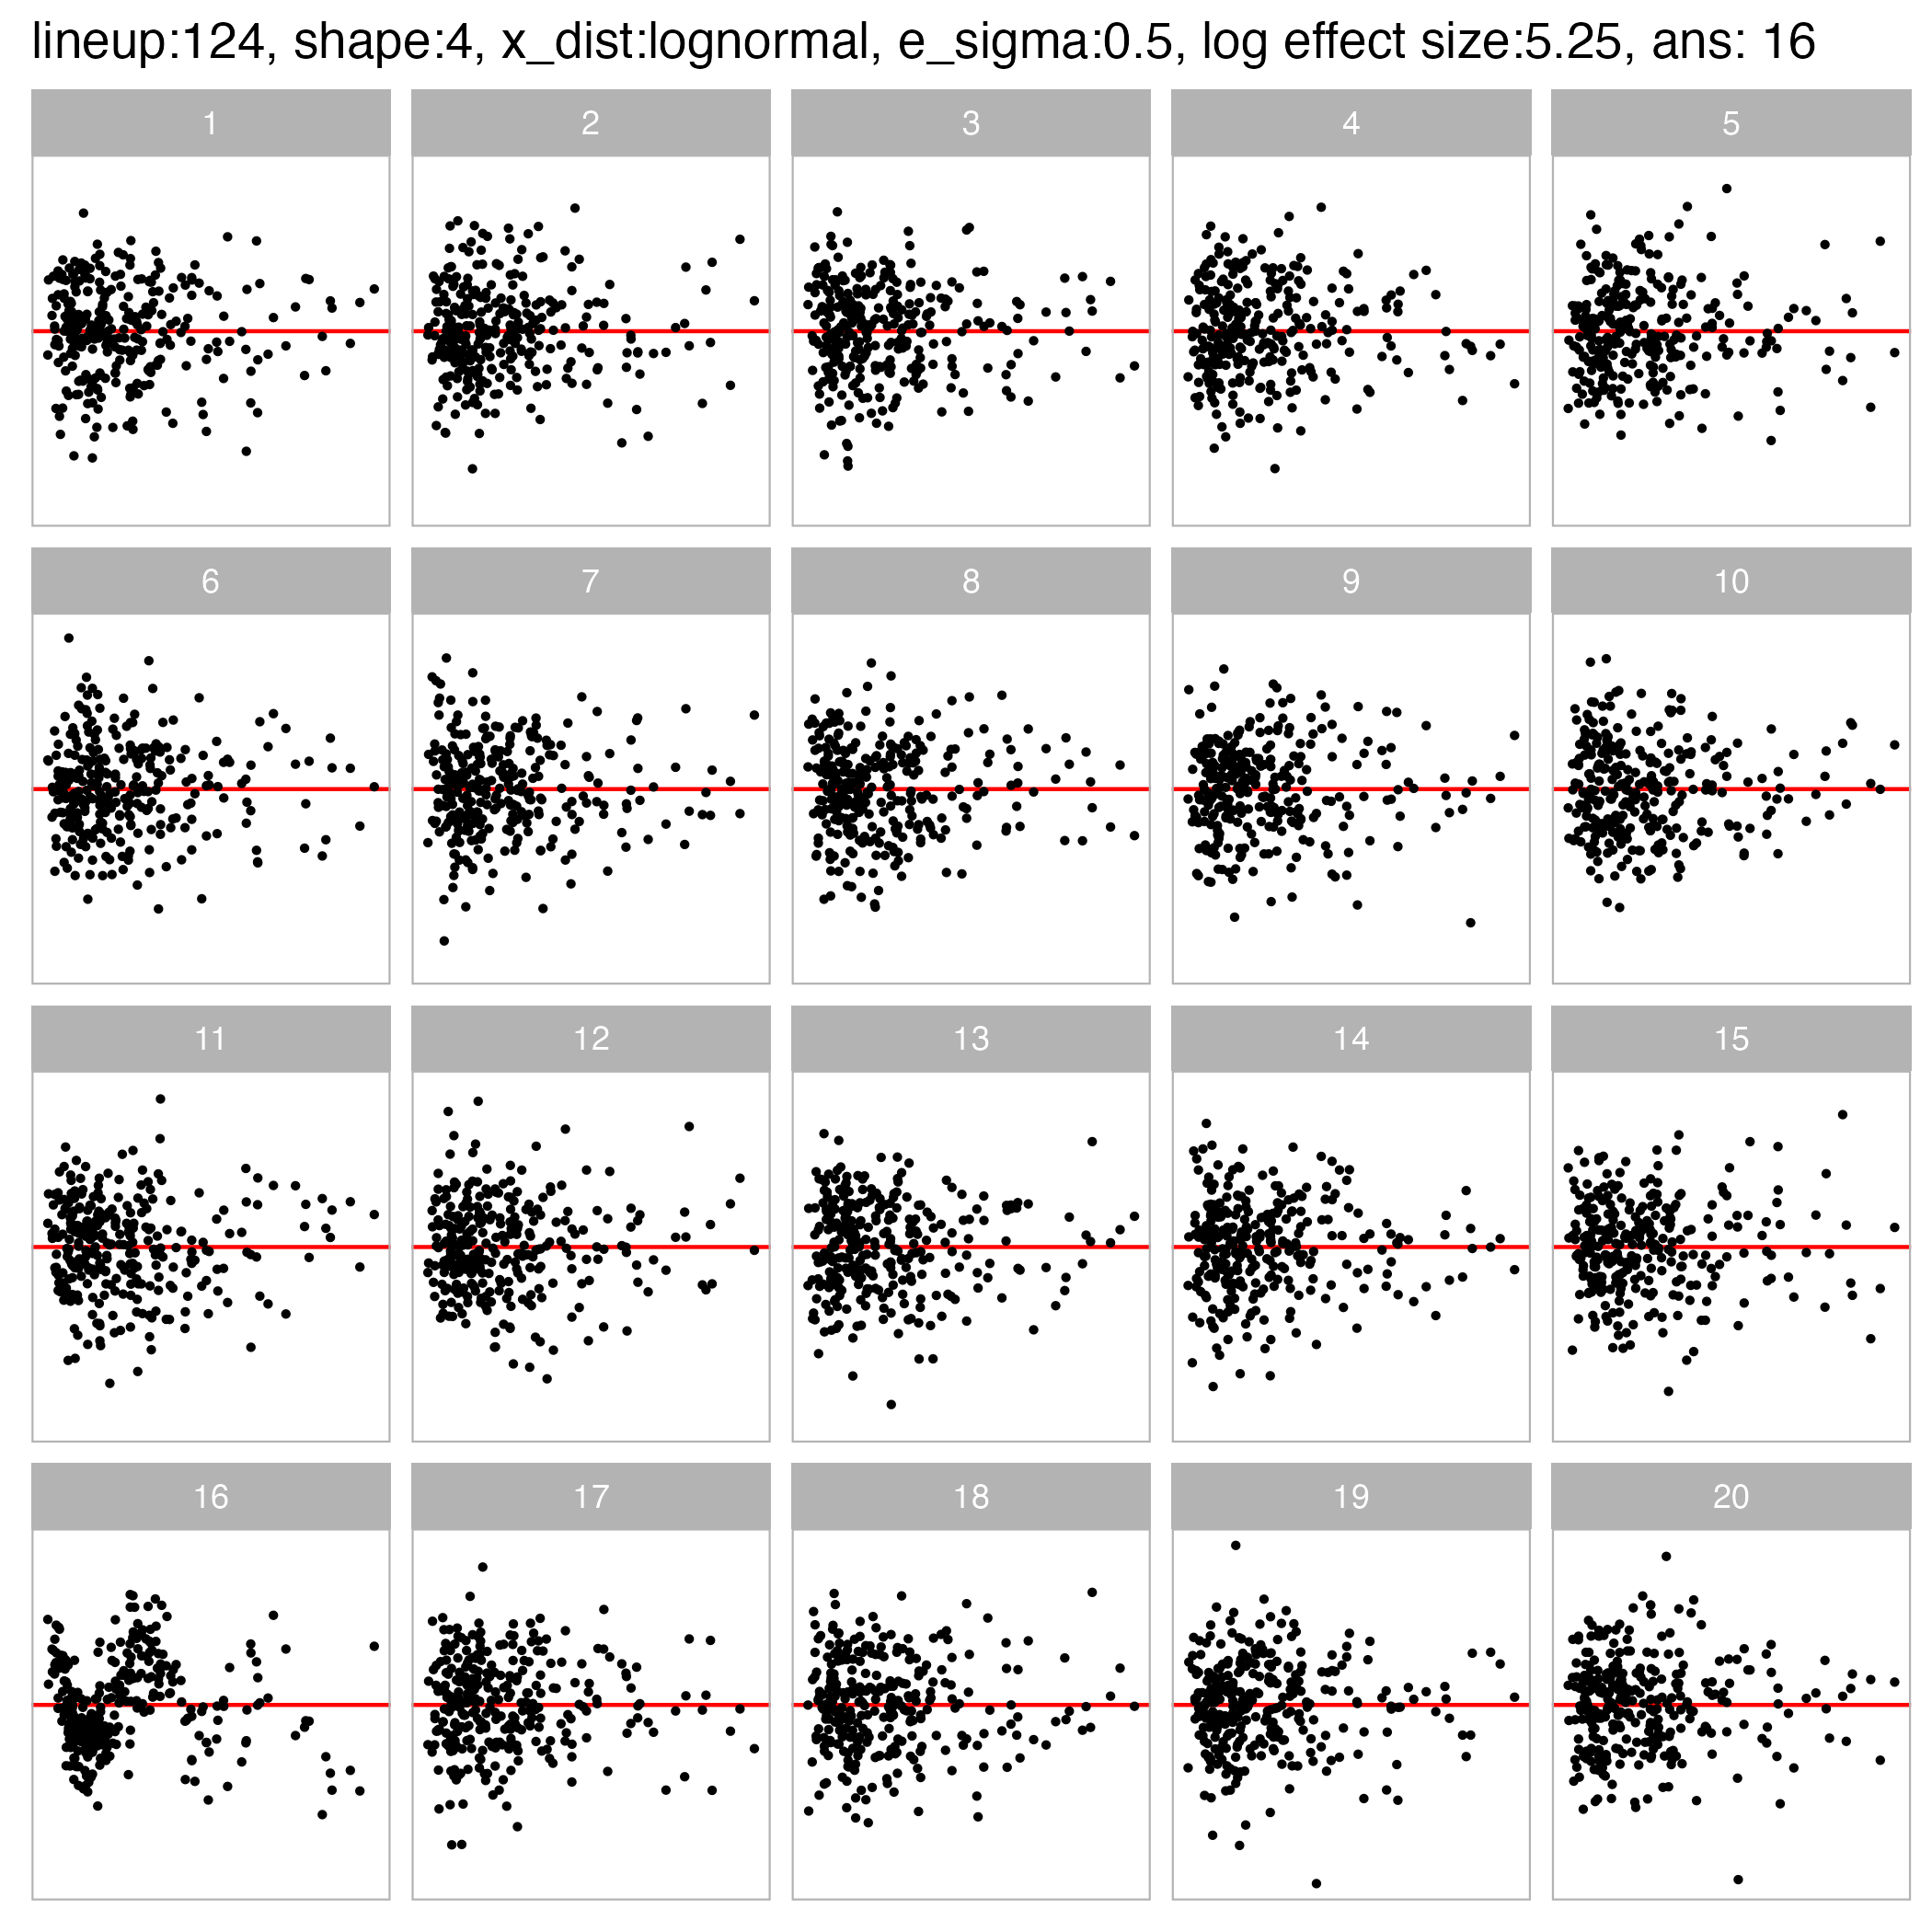 lineup:124, shape:4, x_dist:lognormal, e_sigma:0.5, log effect size:5.25, ans: 16
1 2 3 4 5
6 7 8 9 10
11 12 13 14 15
16 17 18 19 20